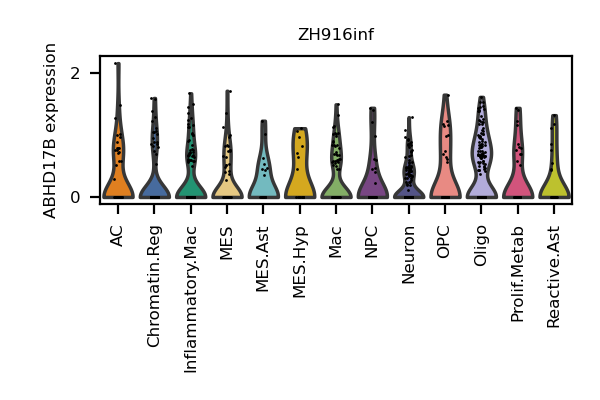 ZH916inf
ABHD17B expression
2
0
AC
Chromatin.Reg
Inflammatory.Mac
MES
MES.Ast
MES.Hyp
Mac
NPC
Neuron
OPC
Oligo
Prolif.Metab
Reactive.Ast